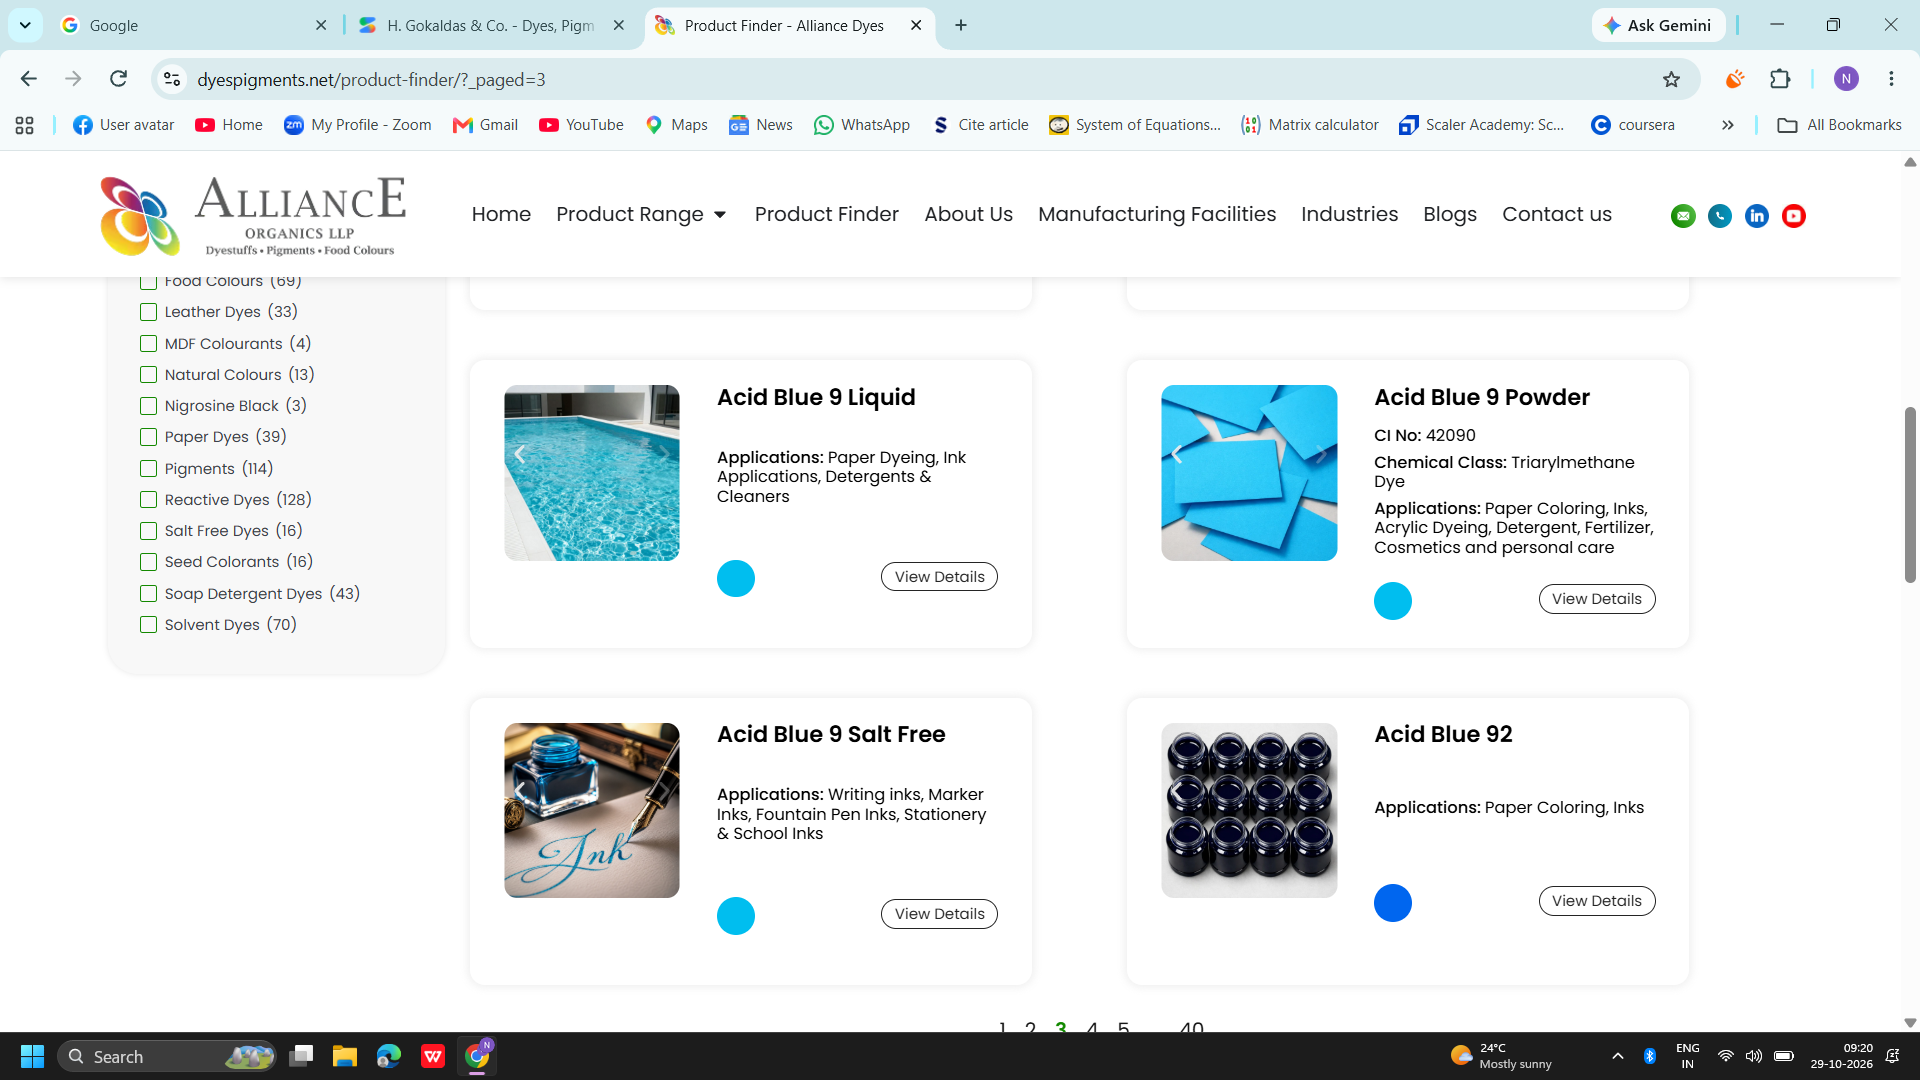 Google
H. Gokaldas & Co. - Dyes, Pigm
Product Finder - Alliance Dyes
Ask Gemini
dyespigments.net/product-finder/?_paged=3
N
User avatar
Home
My Profile - Zoom
Gmail
YouTube
Maps
News
WhatsApp
Cite article
System of Equations...
Matrix calculator
Scaler Academy: Sc...
coursera
All Bookmarks
ALLIANCE
ORGANICS LLP
Dyestuffs • Pigments • Food Colours
Home
Product Range
Product Finder
About Us
Manufacturing Facilities
Industries
Blogs
Contact us
Food Colours (69)
Leather Dyes (33)
MDF Colourants (4)
Natural Colours (13)
Nigrosine Black (3)
Paper Dyes (39)
Pigments (114)
Reactive Dyes (128)
Salt Free Dyes (16)
Seed Colorants (16)
Soap Detergent Dyes (43)
Solvent Dyes (70)
Acid Blue 9 Liquid
Applications: Paper Dyeing, Ink
Applications, Detergents &
Cleaners
View Details
Acid Blue 9 Powder
CI No: 42090
Chemical Class: Triarylmethane
Dye
Applications: Paper Coloring, Inks,
Acrylic Dyeing, Detergent, Fertilizer,
Cosmetics and personal care
View Details
Acid Blue 9 Salt Free
Applications: Writing inks, Marker
Inks, Fountain Pen Inks, Stationery
& School Inks
View Details
Ink
Acid Blue 92
Applications: Paper Coloring, Inks
View Details
1 2 3 4 5 … 40
Search
24°C
Mostly sunny
ENG
IN
09:20
29-10-2026